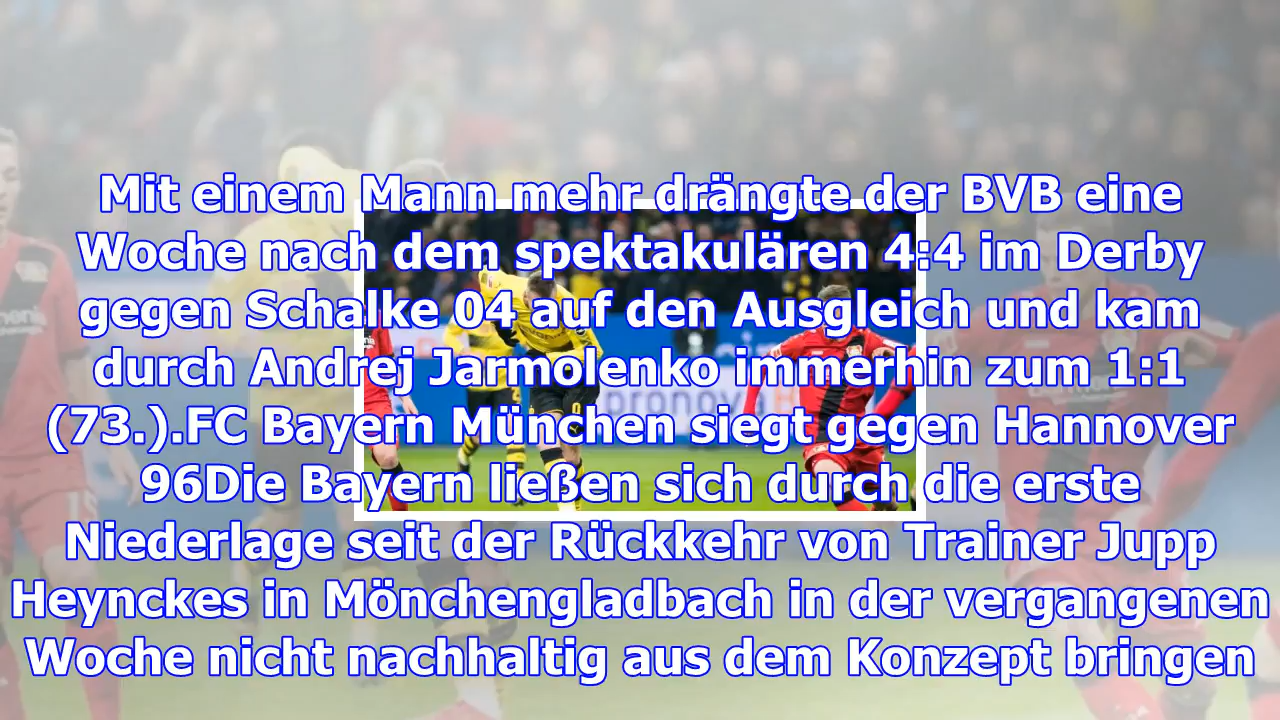 Mit einem Mann mehr drängte der BVB eine
Woche nach dem spektakulären 4:4 im Derby
gegen Schalke 04 auf den Ausgleich und kam
durch Andrej Jarmolenko immerhin zum 1:1
(73.).FC Bayern München siegt gegen Hannover
96Die Bayern ließen sich durch die erste
Niederlage seit der Rückkehr von Trainer Jupp
Heynckes in Mönchengladbach in der vergangenen
Woche nicht nachhaltig aus dem Konzept bringen
pronova